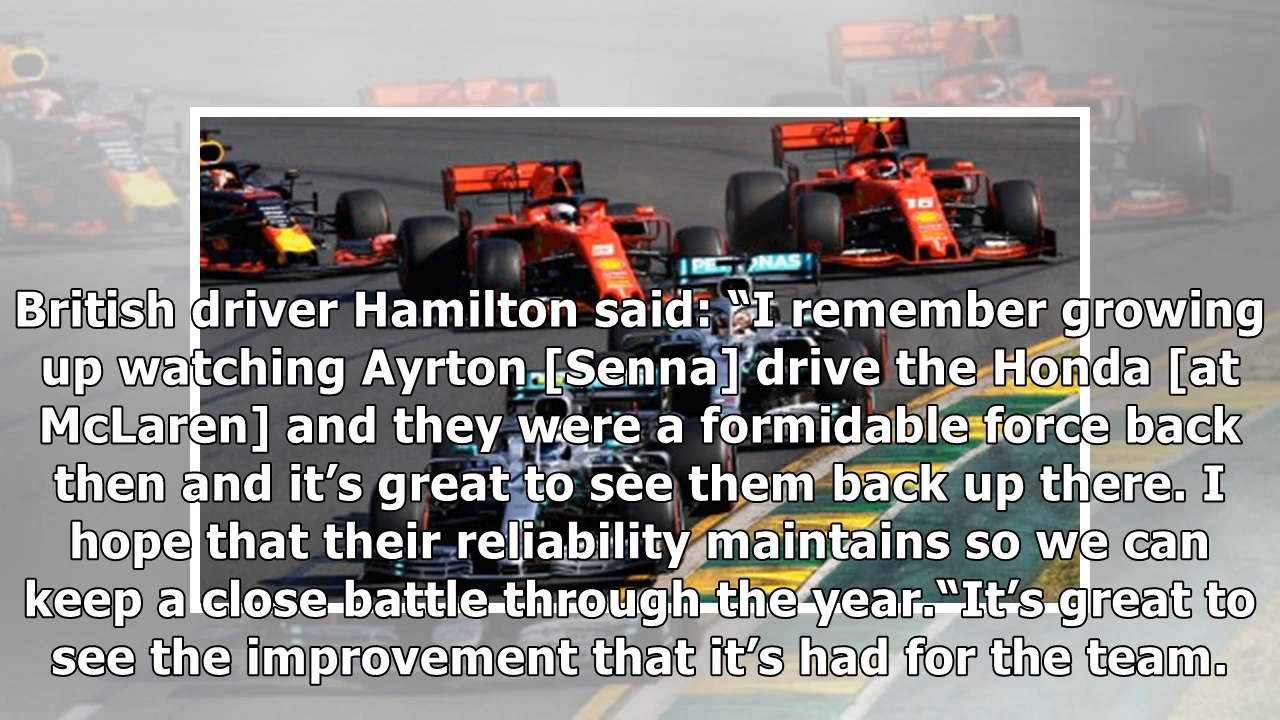 British driver Hamilton said: “I remember growing
up watching Ayrton [Senna] drive the Honda [at
McLaren] and they were a formidable force back
then and it’s great to see them back up there. I
hope that their reliability maintains so we can
keep a close battle through the year.“It’s great to
see the improvement that it’s had for the team.
PETRONAS
16
5